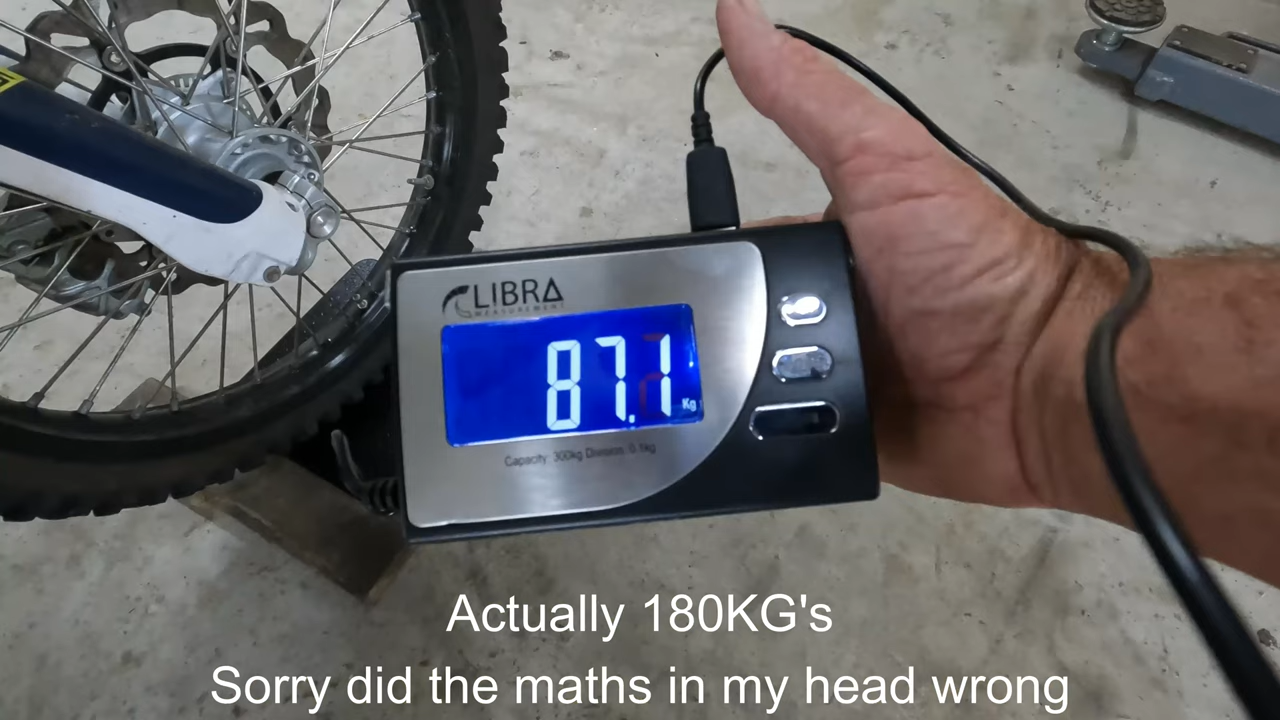 LIBRA
MEASUREMENT
87.1 Kg
Capacity: 300kg Division: 0.1kg
Actually 180KG's
Sorry did the maths in my head wrong